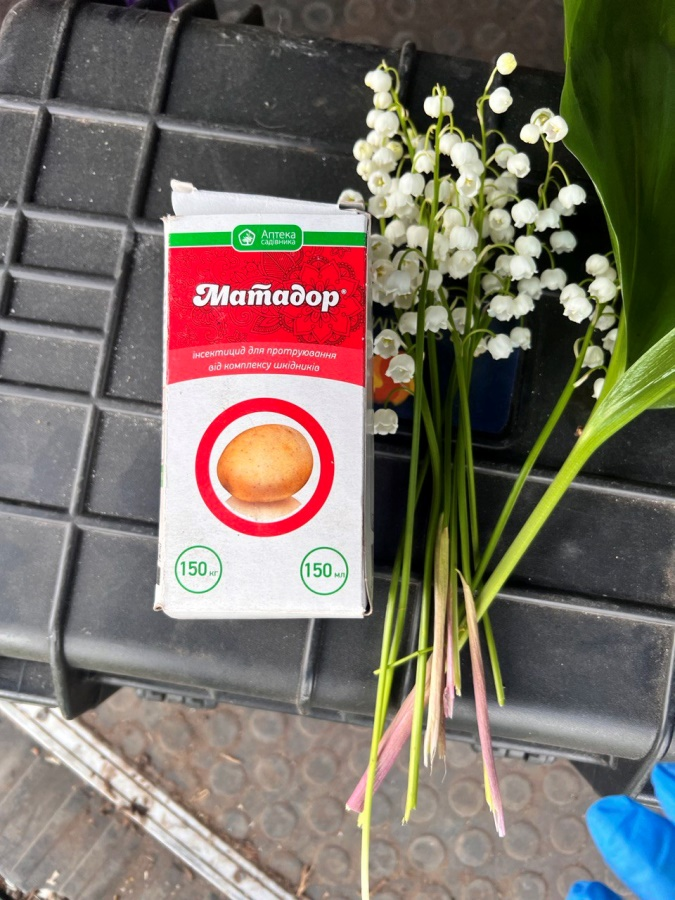 Аптека
садівника
Матадор®
інсектицид для протруювання
від комплексу шкідників
150 кг
150 мл